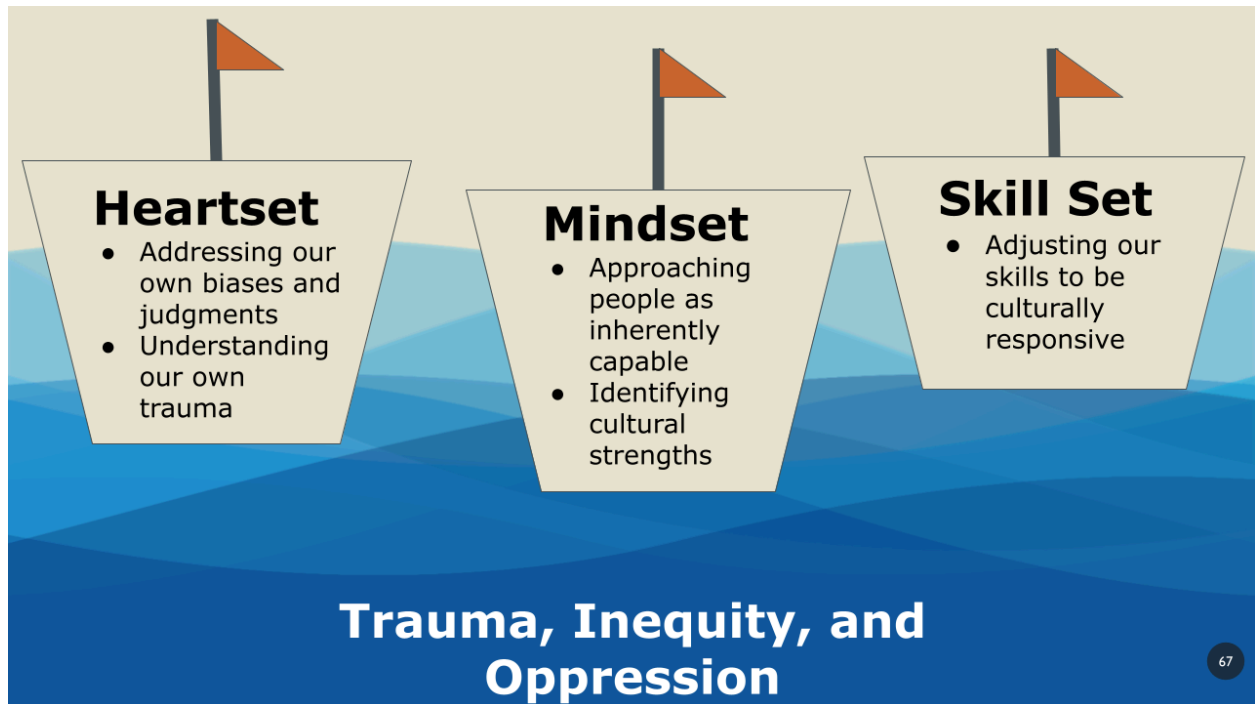 Heartset
● Addressing our
own biases and
judgments
● Understanding
our own
trauma
Mindset
● Approaching
people as
inherently
capable
● Identifying
cultural
strengths
Skill Set
● Adjusting our
skills to be
culturally
responsive
Trauma, Inequity, and
Oppression
67